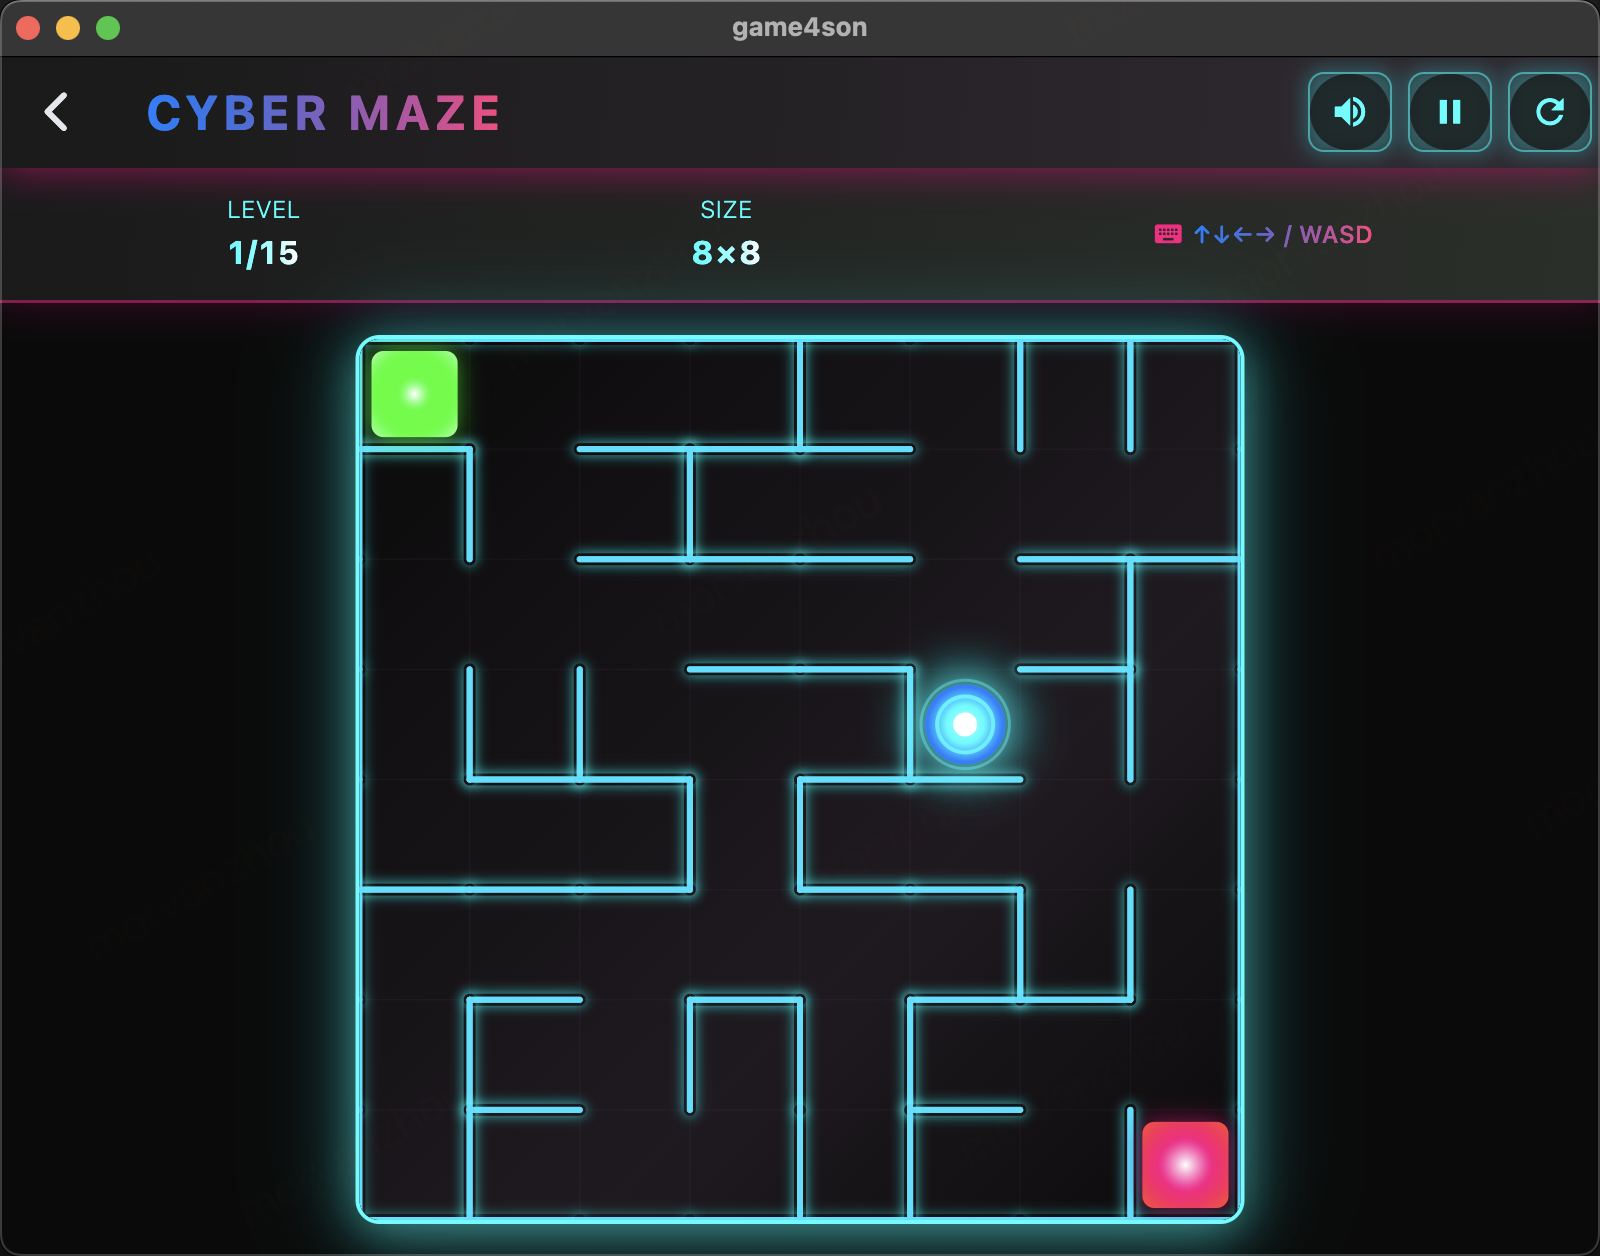 game4son
CYBER MAZE
LEVEL
1/15
SIZE
8×8
↑↓←→ / WASD